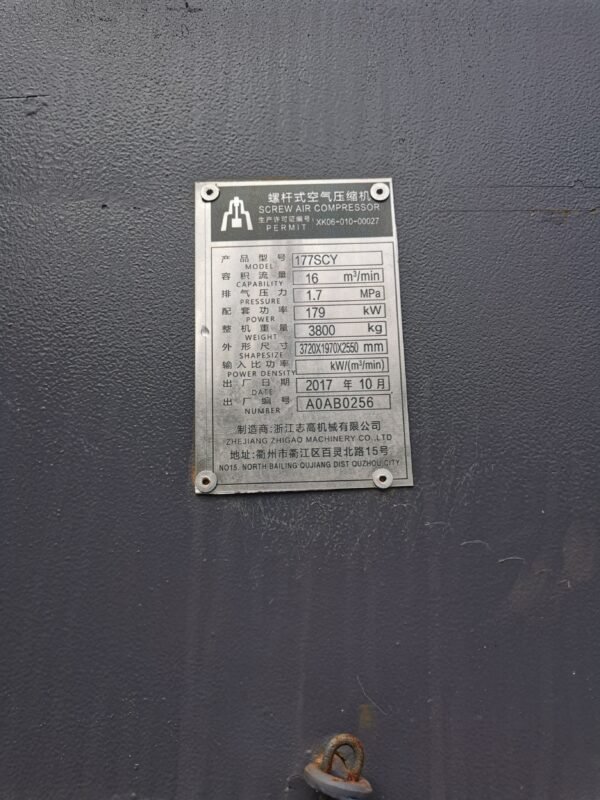 螺杆式空气压缩机
SCREW AIR COMPRESSOR
生产许可证编号: XK06-010-00027
PERMIT
产品型号 177SCY
MODEL
容积流量 16 m³/min
CAPABILITY
排气压力 1.7 MPa
PRESSURE
配套功率 179 kW
POWER
整机重量 3800 kg
WEIGHT
外形尺寸 3720X1970X2550 mm
SHAPESIZE
输入比功率 kW/(m³/min)
POWER DENSITY
出厂日期 2017 年 10 月
DATE
出厂编号 A0AB0256
NUMBER
制造商:浙江志高机械有限公司
ZHEJIANG ZHIGAO MACHINERY CO.,LTD
地址:衢州市衢江区百灵北路15号
NO15. NORTH BAILING QUJIANG DIST QUZHOU CITY